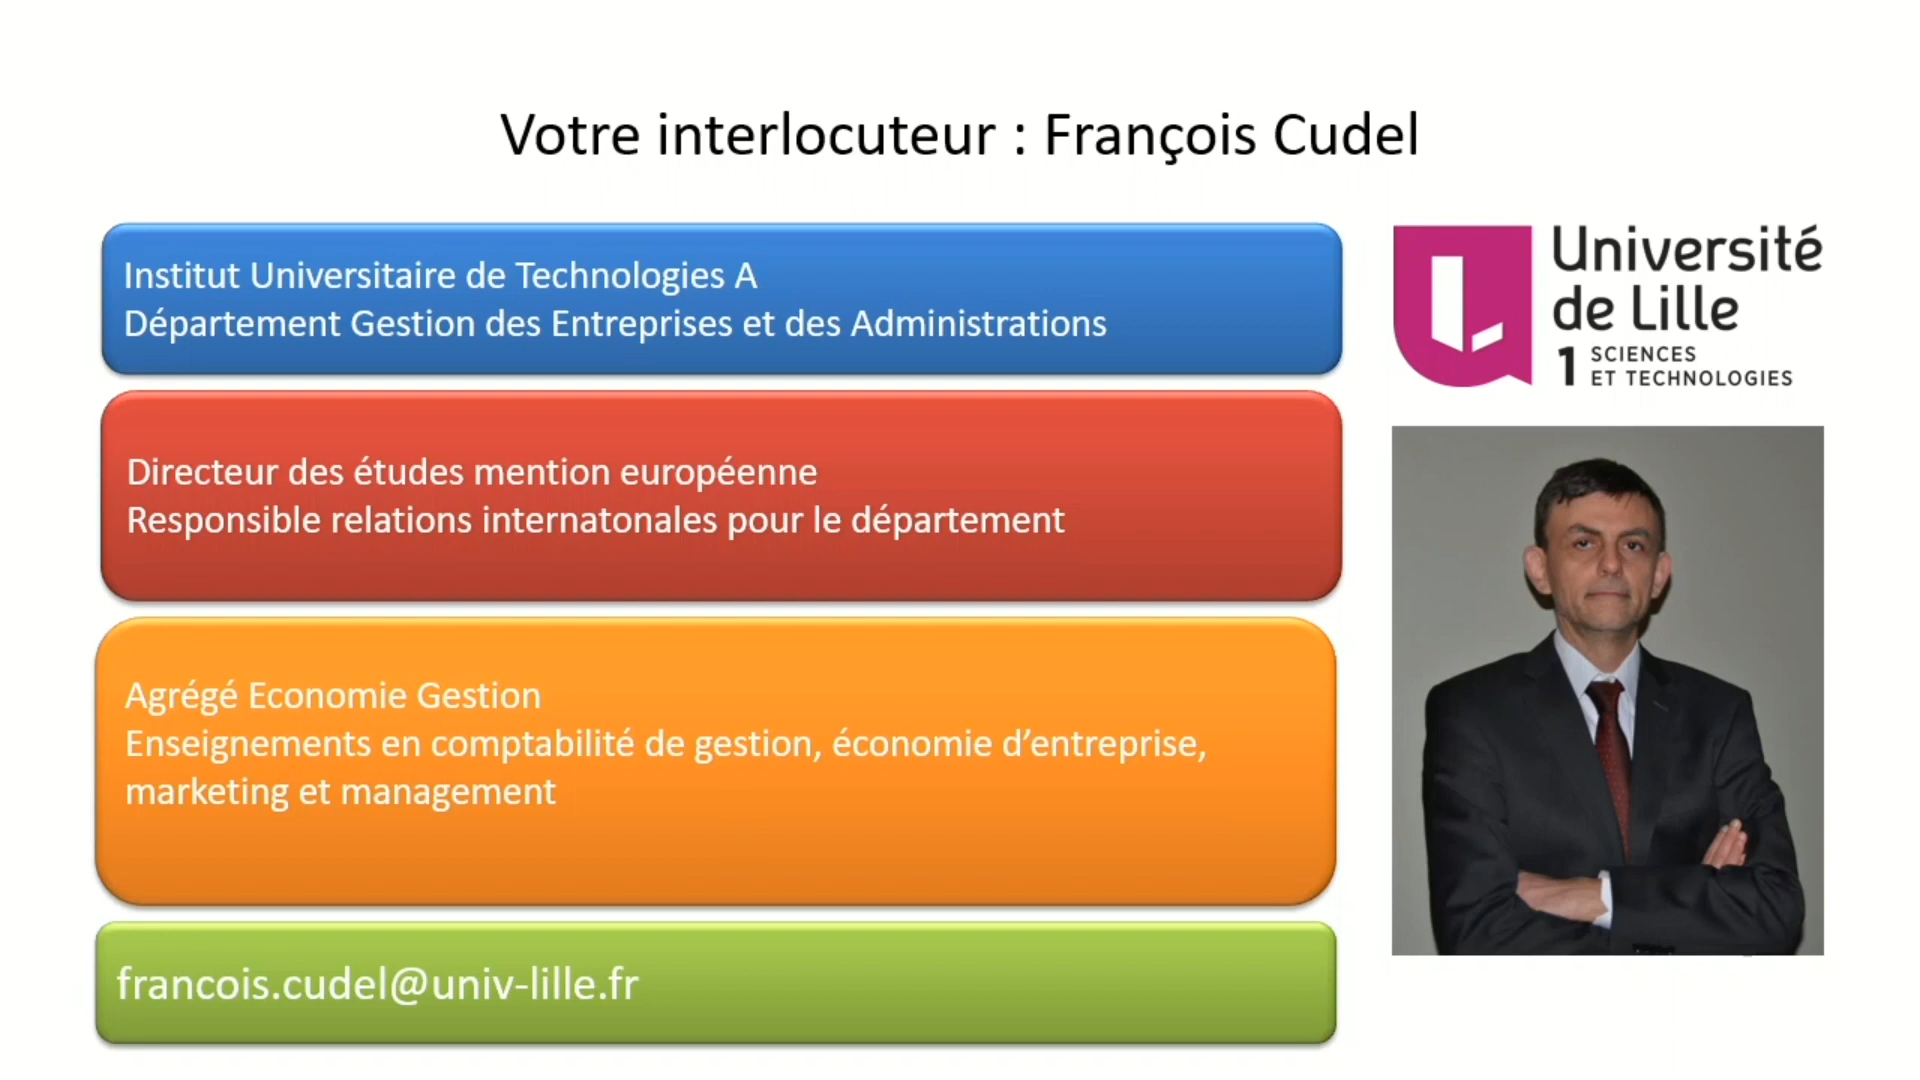 Votre interlocuteur : François Cudel
Institut Universitaire de Technologies A
Département Gestion des Entreprises et des Administrations
Directeur des études mention européenne
Responsible relations internatonales pour le département
Agrégé Economie Gestion
Enseignements en comptabilité de gestion, économie d’entreprise,
marketing et management
francois.cudel@univ-lille.fr
Université
de Lille
1 SCIENCES
ET TECHNOLOGIES